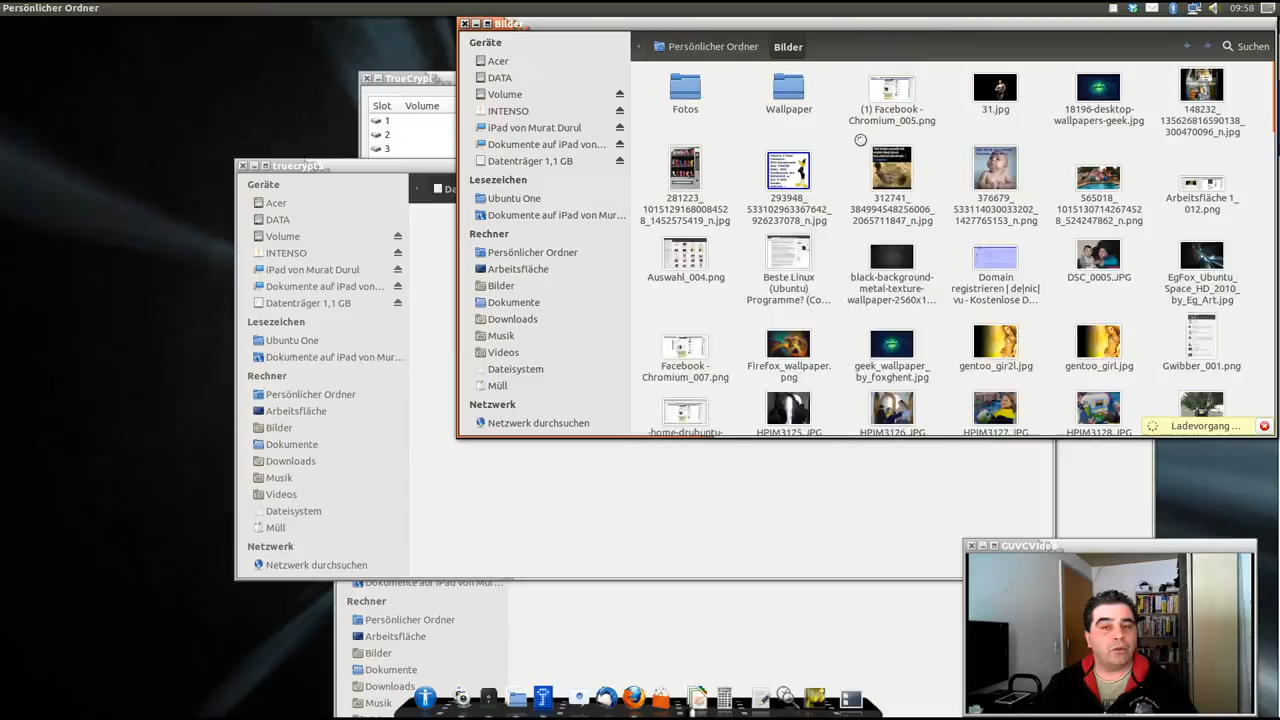 Persönlicher Ordner
09:58
Bilder
Geräte
Acer
DATA
Volume
INTENSO
iPad von Murat Durul
Dokumente auf iPad von...
Datenträger 1,1 GB
Lesezeichen
Ubuntu One
Dokumente auf iPad von Mur...
Rechner
Persönlicher Ordner
Arbeitsfläche
Bilder
Dokumente
Downloads
Musik
Videos
Dateisystem
Müll
Netzwerk
Netzwerk durchsuchen
Persönlicher Ordner
Bilder
Suchen
Fotos
Wallpaper
(1) Facebook -
Chromium_005.png
31.jpg
18196-desktop-
wallpapers-geek.jpg
148232_
135626816590138_
300470096_n.jpg
281223_
1015129168008452
8_1452575419_n.jpg
293948_
533102963367642_
926237078_n.jpg
312741_
384994548256006_
2065711847_n.jpg
376679_
533114030033202_
1427765153_n.png
565018_
1015130714267452
8_524247862_n.png
Arbeitsfläche 1_
012.png
Auswahl_004.png
Beste Linux
(Ubuntu)
Programme? (Co...
black-background-
metal-texture-
wallpaper-2560x1...
Domain
registrieren | de|nic|
vu - Kostenlose D...
DSC_0005.JPG
EgFox_Ubuntu_
Space_HD_2010_
by_Eg_Art.jpg
Facebook -
Chromium_007.png
Firefox_wallpaper.
png
geek_wallpaper_
by_foxghent.jpg
gentoo_gir2l.jpg
gentoo_girl.jpg
Gwibber_001.png
-home-drubuntu-
HPIM3125.JPG
HPIM3126.JPG
HPIM3127.JPG
HPIM3128.JPG
Ladevorgang ...
TrueCrypt
Slot
Volume
1
2
3
truecrypt3
Geräte
Acer
DATA
Volume
INTENSO
iPad von Murat Durul
Dokumente auf iPad von...
Datenträger 1,1 GB
Lesezeichen
Ubuntu One
Dokumente auf iPad von Mur...
Rechner
Persönlicher Ordner
Arbeitsfläche
Bilder
Dokumente
Downloads
Musik
Videos
Dateisystem
Müll
Netzwerk
Netzwerk durchsuchen
Da
Dokumente auf iPad von Mur...
Rechner
Persönlicher Ordner
Arbeitsfläche
Bilder
Dokumente
Downloads
Musik
GUVCVideo